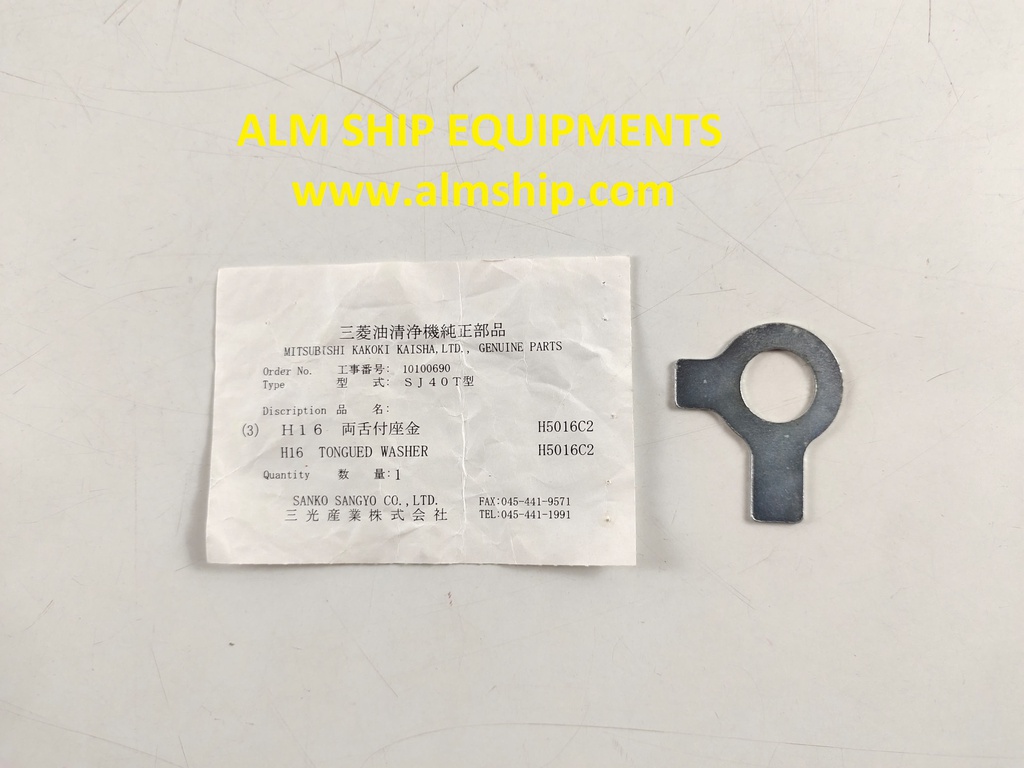 ALM SHIP EQUIPMENTS
www.almship.com
三菱油清浄機純正部品
MITSUBISHI KAKOKI KAISHA,LTD., GENUINE PARTS
Order No. 工事番号: 10100690
Type 型 式: ＳＪ４０Ｔ型
Discription 品 名:
(3) Ｈ１６ 両舌付座金 H5016C2
H16 TONGUED WASHER H5016C2
Quantity 数 量: 1
SANKO SANGYO CO.,LTD. FAX:045-441-9571
三光産業株式会社 TEL:045-441-1991